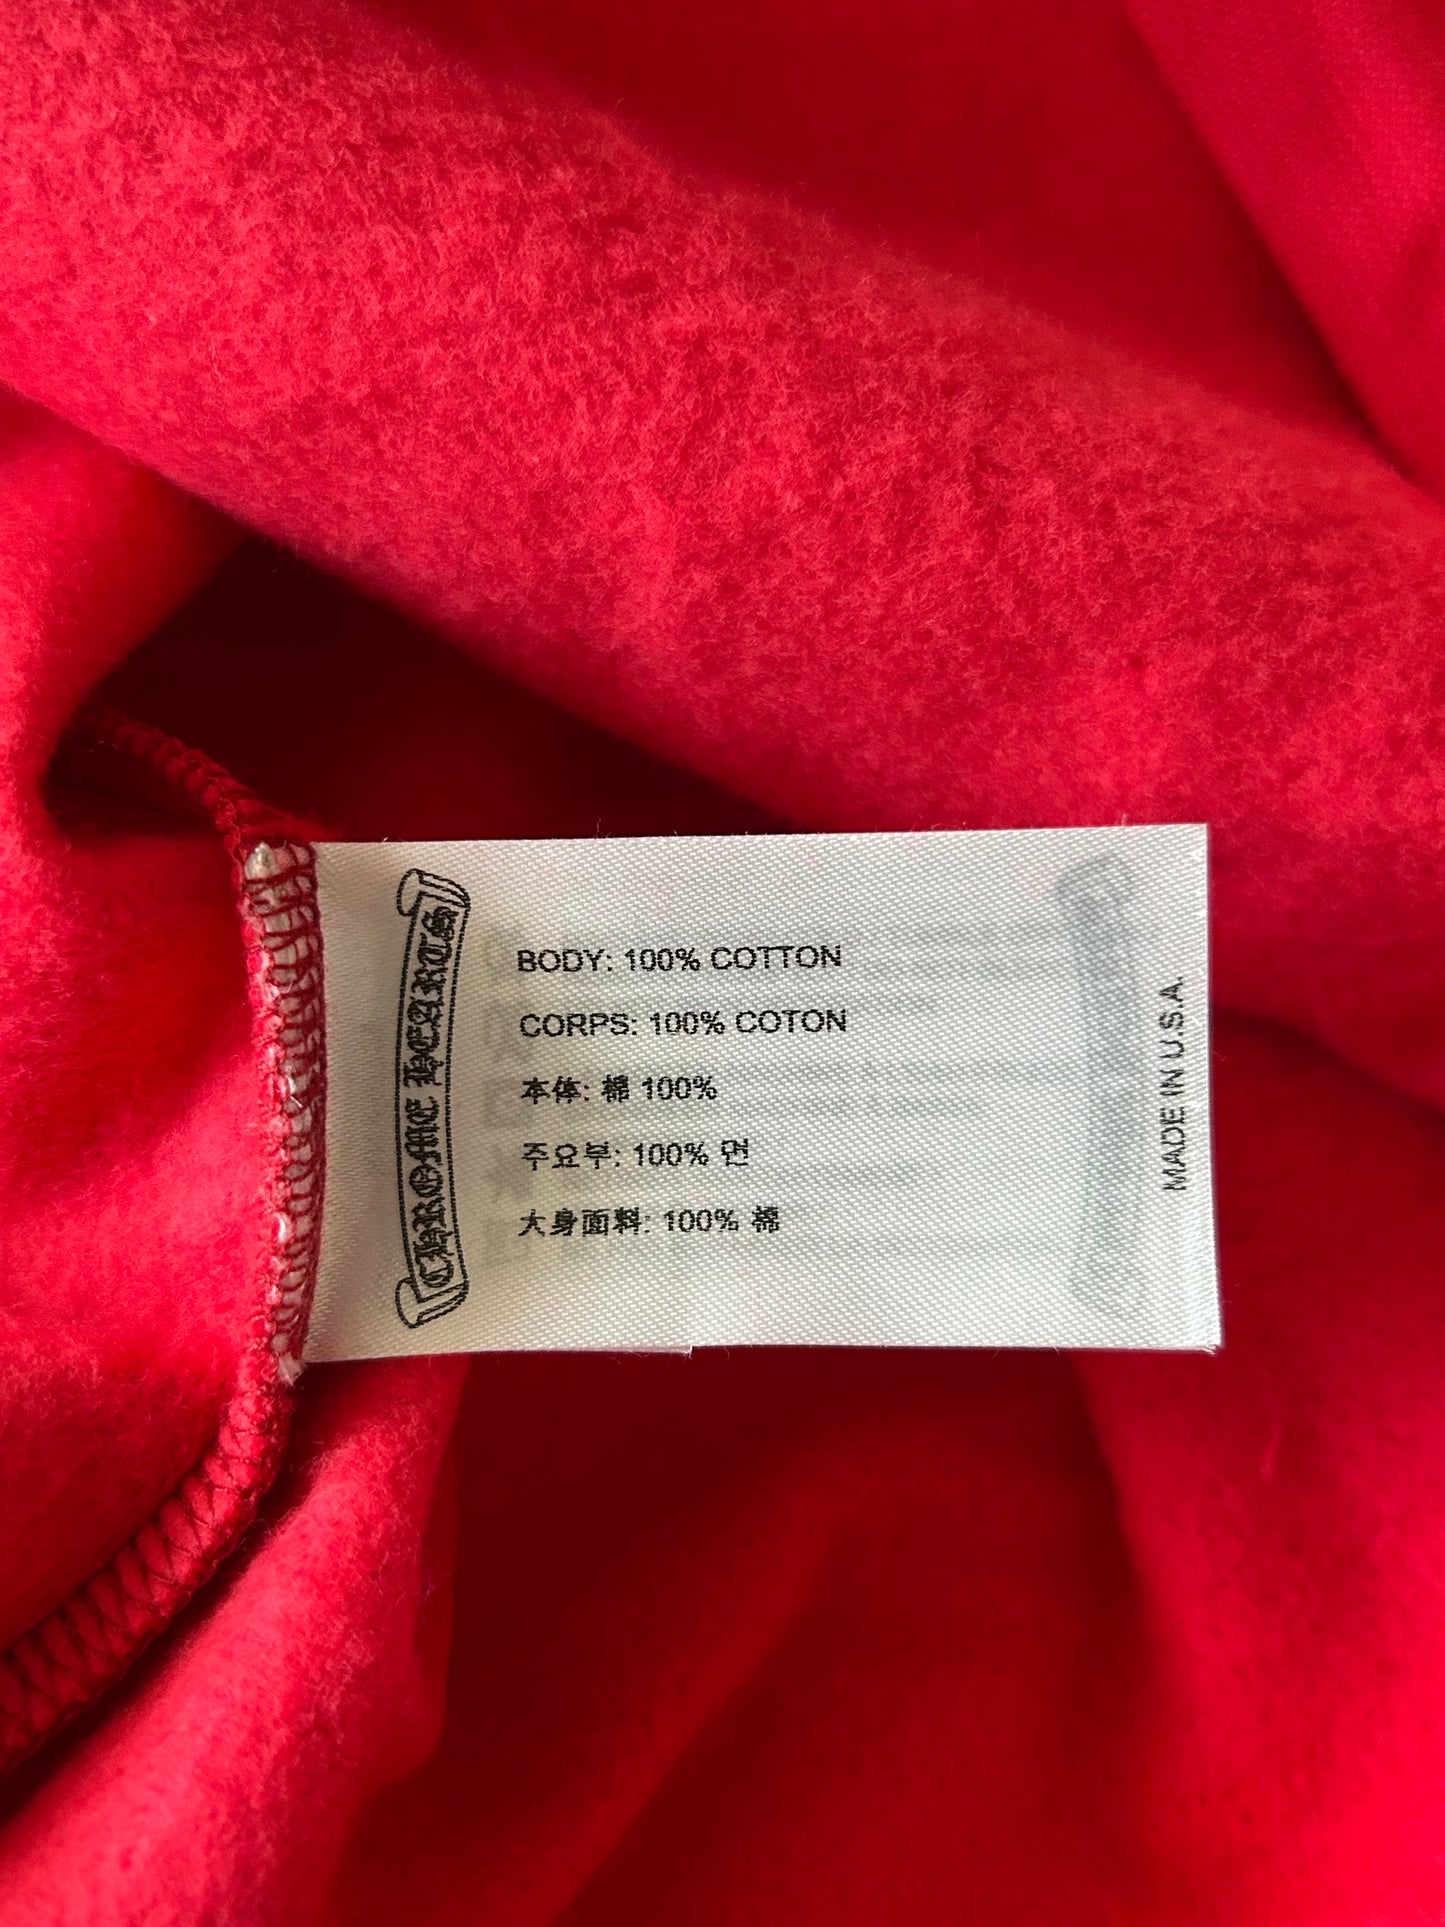 CHROME HEARTS
BODY: 100% COTTON
CORPS: 100% COTON
本体: 棉 100%
주요부: 100% 면
大身面料: 100% 棉
MADE IN U.S.A.